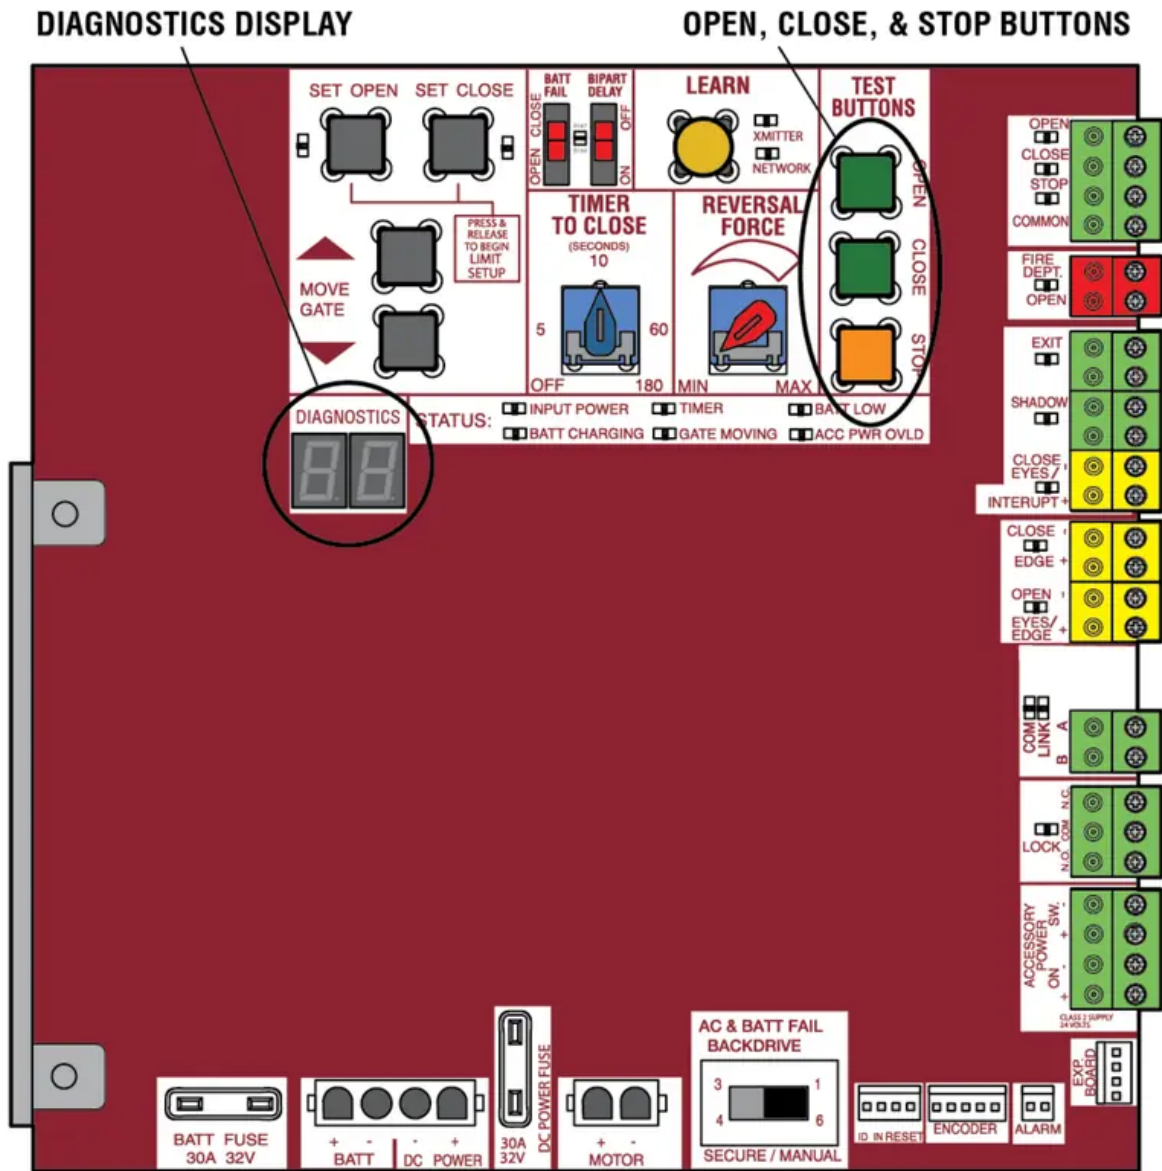 DIAGNOSTICS DISPLAY
OPEN, CLOSE, & STOP BUTTONS
SET OPEN
SET CLOSE
PRESS &
RELEASE
TO BEGIN
LIMIT
SETUP
MOVE
GATE
BATT
FAIL
OPEN CLOSE
BIPART
DELAY
ON OFF
LEARN
XMITTER
NETWORK
TIMER
TO CLOSE
(SECONDS)
10
5
60
OFF
180
REVERSAL
FORCE
MIN
MAX
TEST
BUTTONS
OPEN
CLOSE
STOP
DIAGNOSTICS
STATUS:
INPUT POWER
TIMER
BATT LOW
BATT CHARGING
GATE MOVING
ACC PWR OVLD
OPEN
CLOSE
STOP
COMMON
FIRE
DEPT.
OPEN
EXIT
SHADOW
CLOSE
EYES/ -
INTERUPT +
CLOSE -
EDGE +
OPEN -
EYES/
EDGE +
COM
LINK
A
B
LOCK
N.C.
COM
N.O.
ACCESSORY
POWER
SW.
ON
- + - +
CLASS 2 SUPPLY
24 VOLTS
EXP.
BOARD
BATT FUSE
30A 32V
+ - - +
BATT DC POWER
DC POWER FUSE
30A
32V
+ -
MOTOR
AC & BATT FAIL
BACKDRIVE
3 1
4 6
SECURE / MANUAL
ID IN RESET
ENCODER
ALARM